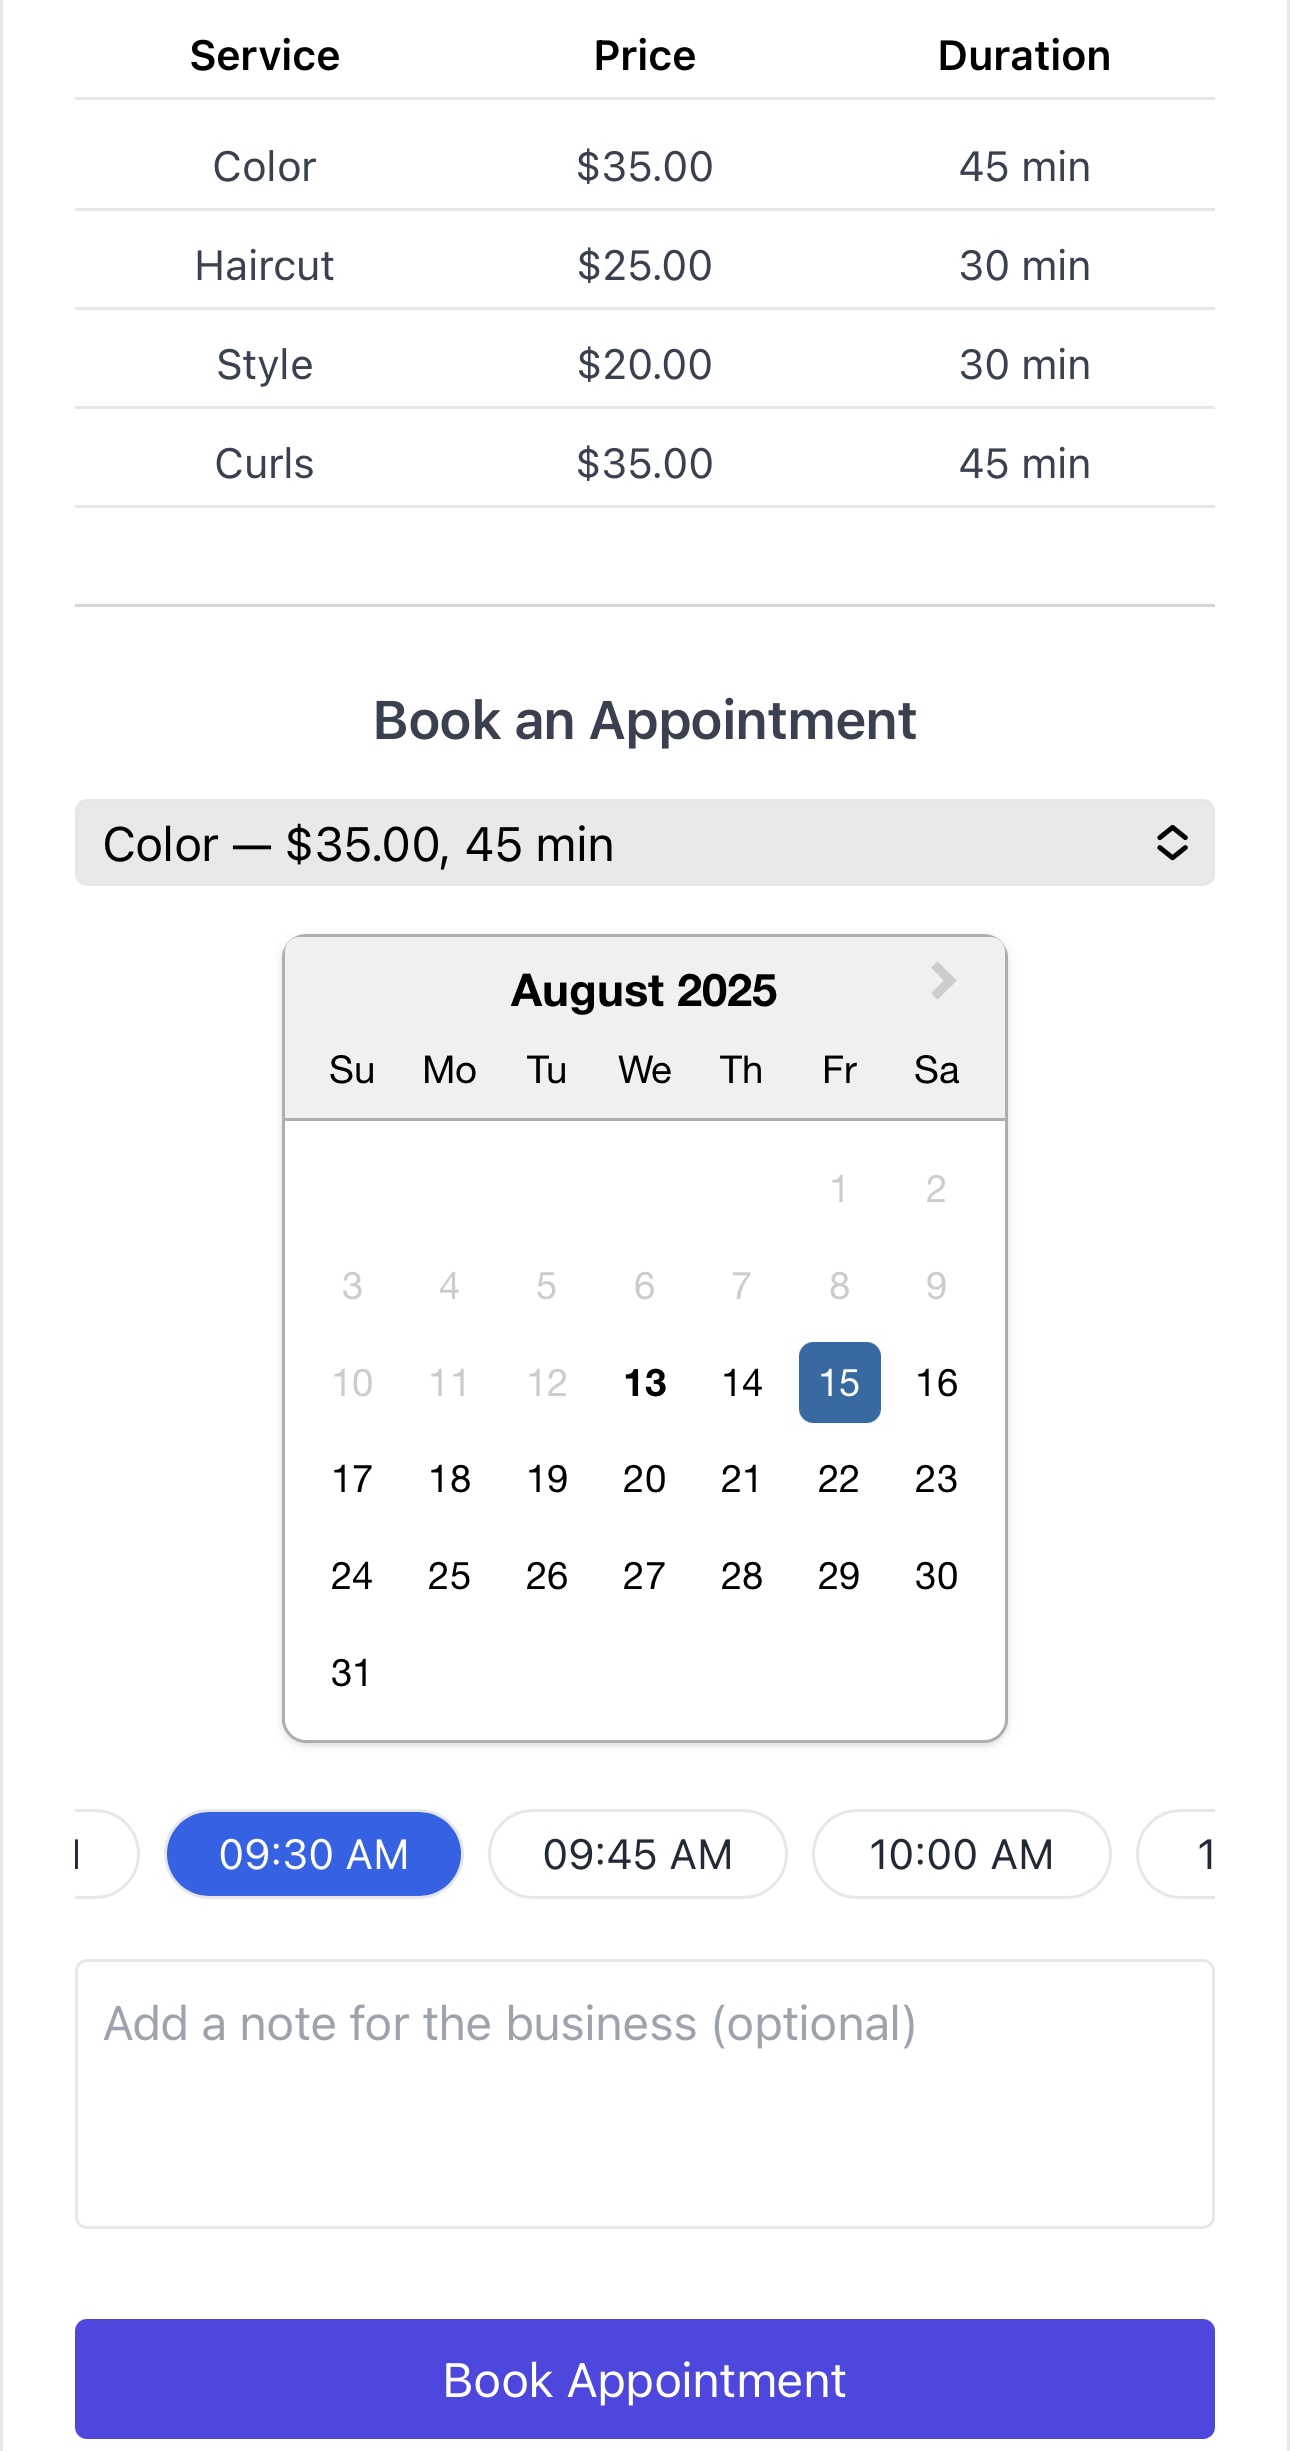 Service Price Duration
Color $35.00 45 min
Haircut $25.00 30 min
Style $20.00 30 min
Curls $35.00 45 min
Book an Appointment
Color — $35.00, 45 min
August 2025
Su Mo Tu We Th Fr Sa
1 2
3 4 5 6 7 8 9
10 11 12 13 14 15 16
17 18 19 20 21 22 23
24 25 26 27 28 29 30
31
09:30 AM 09:45 AM 10:00 AM
Add a note for the business (optional)
Book Appointment